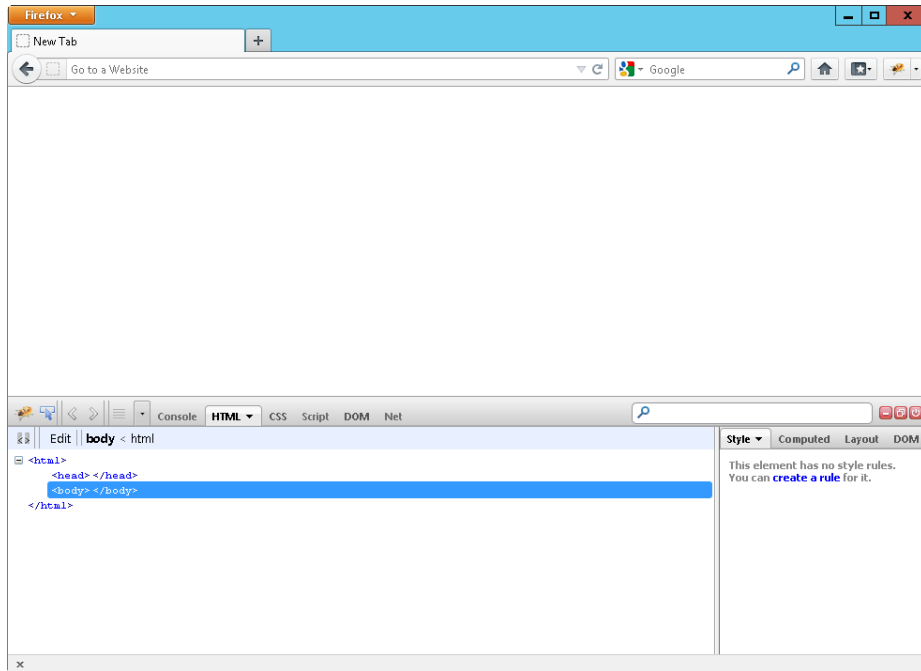 Firefox
New Tab
Go to a Website
Google
Console HTML CSS Script DOM Net
Edit body < html
Style Computed Layout DOM
<html>
<head></head>
<body></body>
</html>
This element has no style rules.
You can create a rule for it.